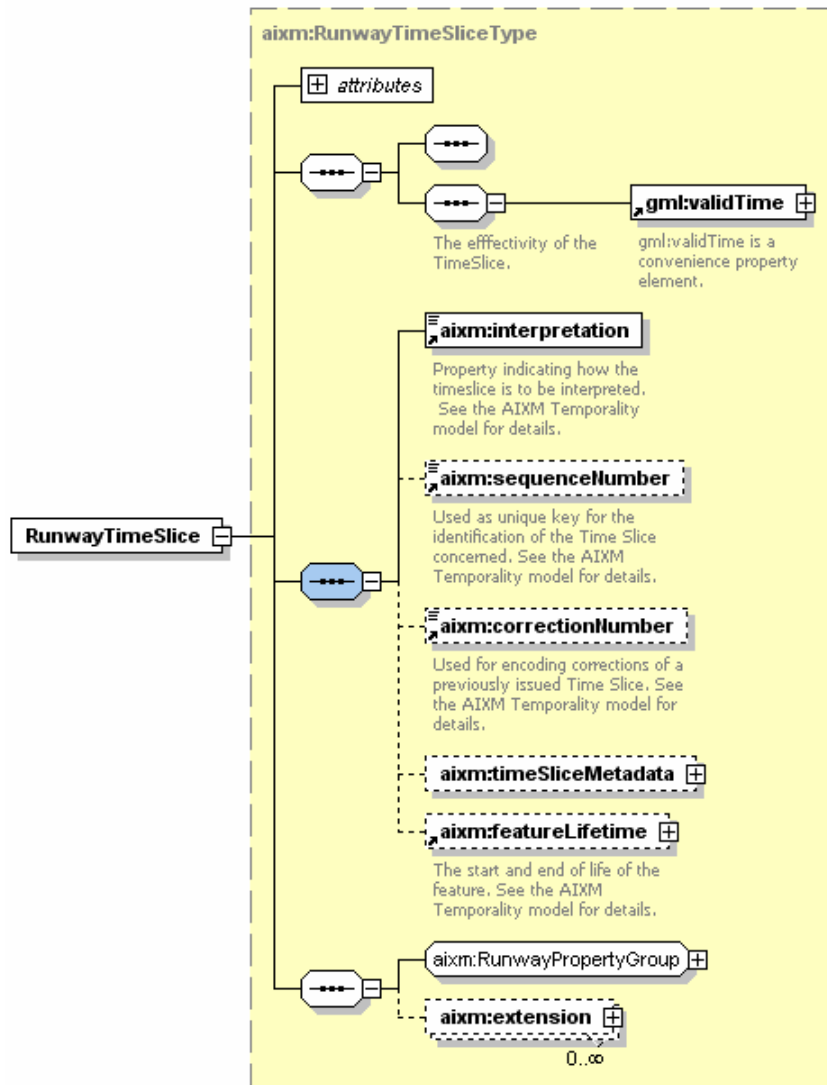 aixm:RunwayTimeSliceType
attributes
The efffectivity of the
TimeSlice.
gml:validTime
gml:validTime is a
convenience property
element.
aixm:interpretation
Property indicating how the
timeslice is to be interpreted.
See the AIXM Temporality
model for details.
aixm:sequenceNumber
Used as unique key for the
identification of the Time Slice
concerned. See the AIXM
Temporality model for details.
RunwayTimeSlice
aixm:correctionNumber
Used for encoding corrections of a
previously issued Time Slice. See
the AIXM Temporality model for
details.
aixm:timeSliceMetadata
aixm:featureLifetime
The start and end of life of the
feature. See the AIXM
Temporality model for details.
aixm:RunwayPropertyGroup
aixm:extension
0..∞